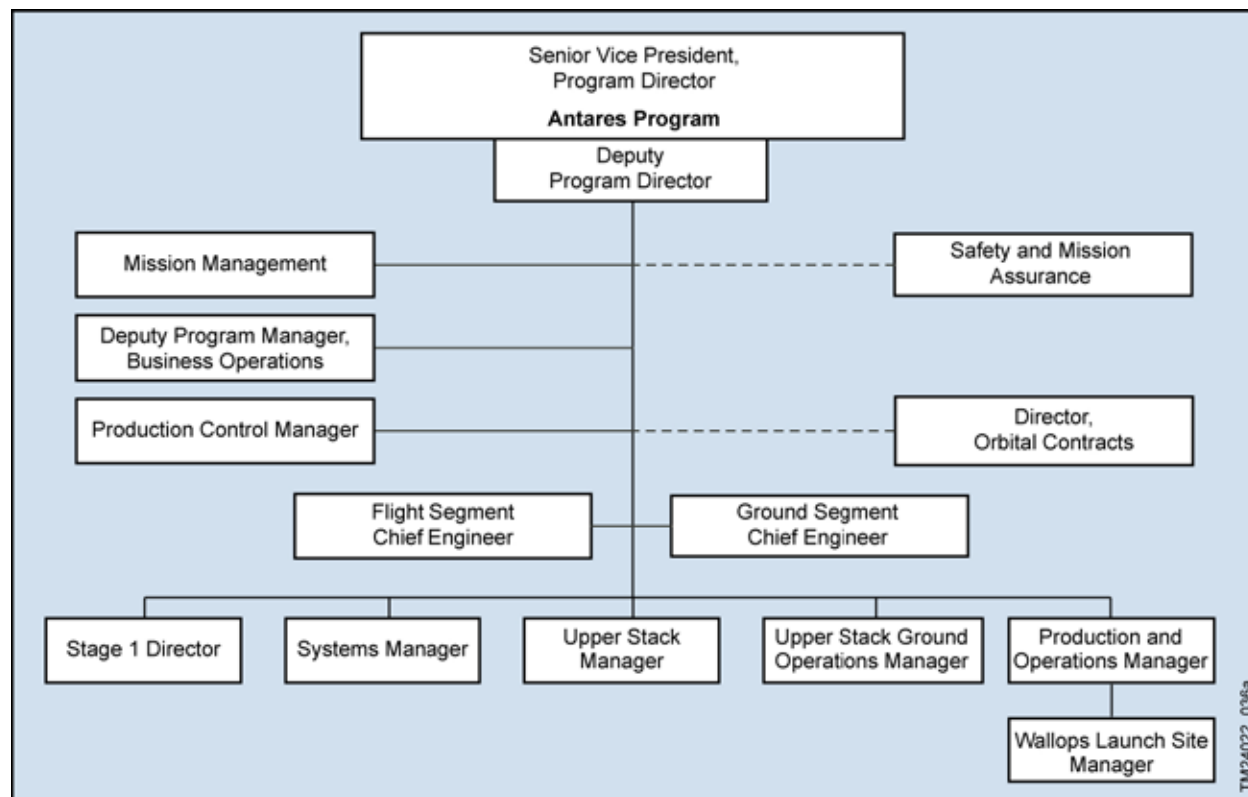 Senior Vice President,
Program Director
Antares Program
Deputy
Program Director
Mission Management
Safety and Mission
Assurance
Deputy Program Manager,
Business Operations
Production Control Manager
Director,
Orbital Contracts
Flight Segment
Chief Engineer
Ground Segment
Chief Engineer
Stage 1 Director
Systems Manager
Upper Stack
Manager
Upper Stack Ground
Operations Manager
Production and
Operations Manager
Wallops Launch Site
Manager
TM24022_036a